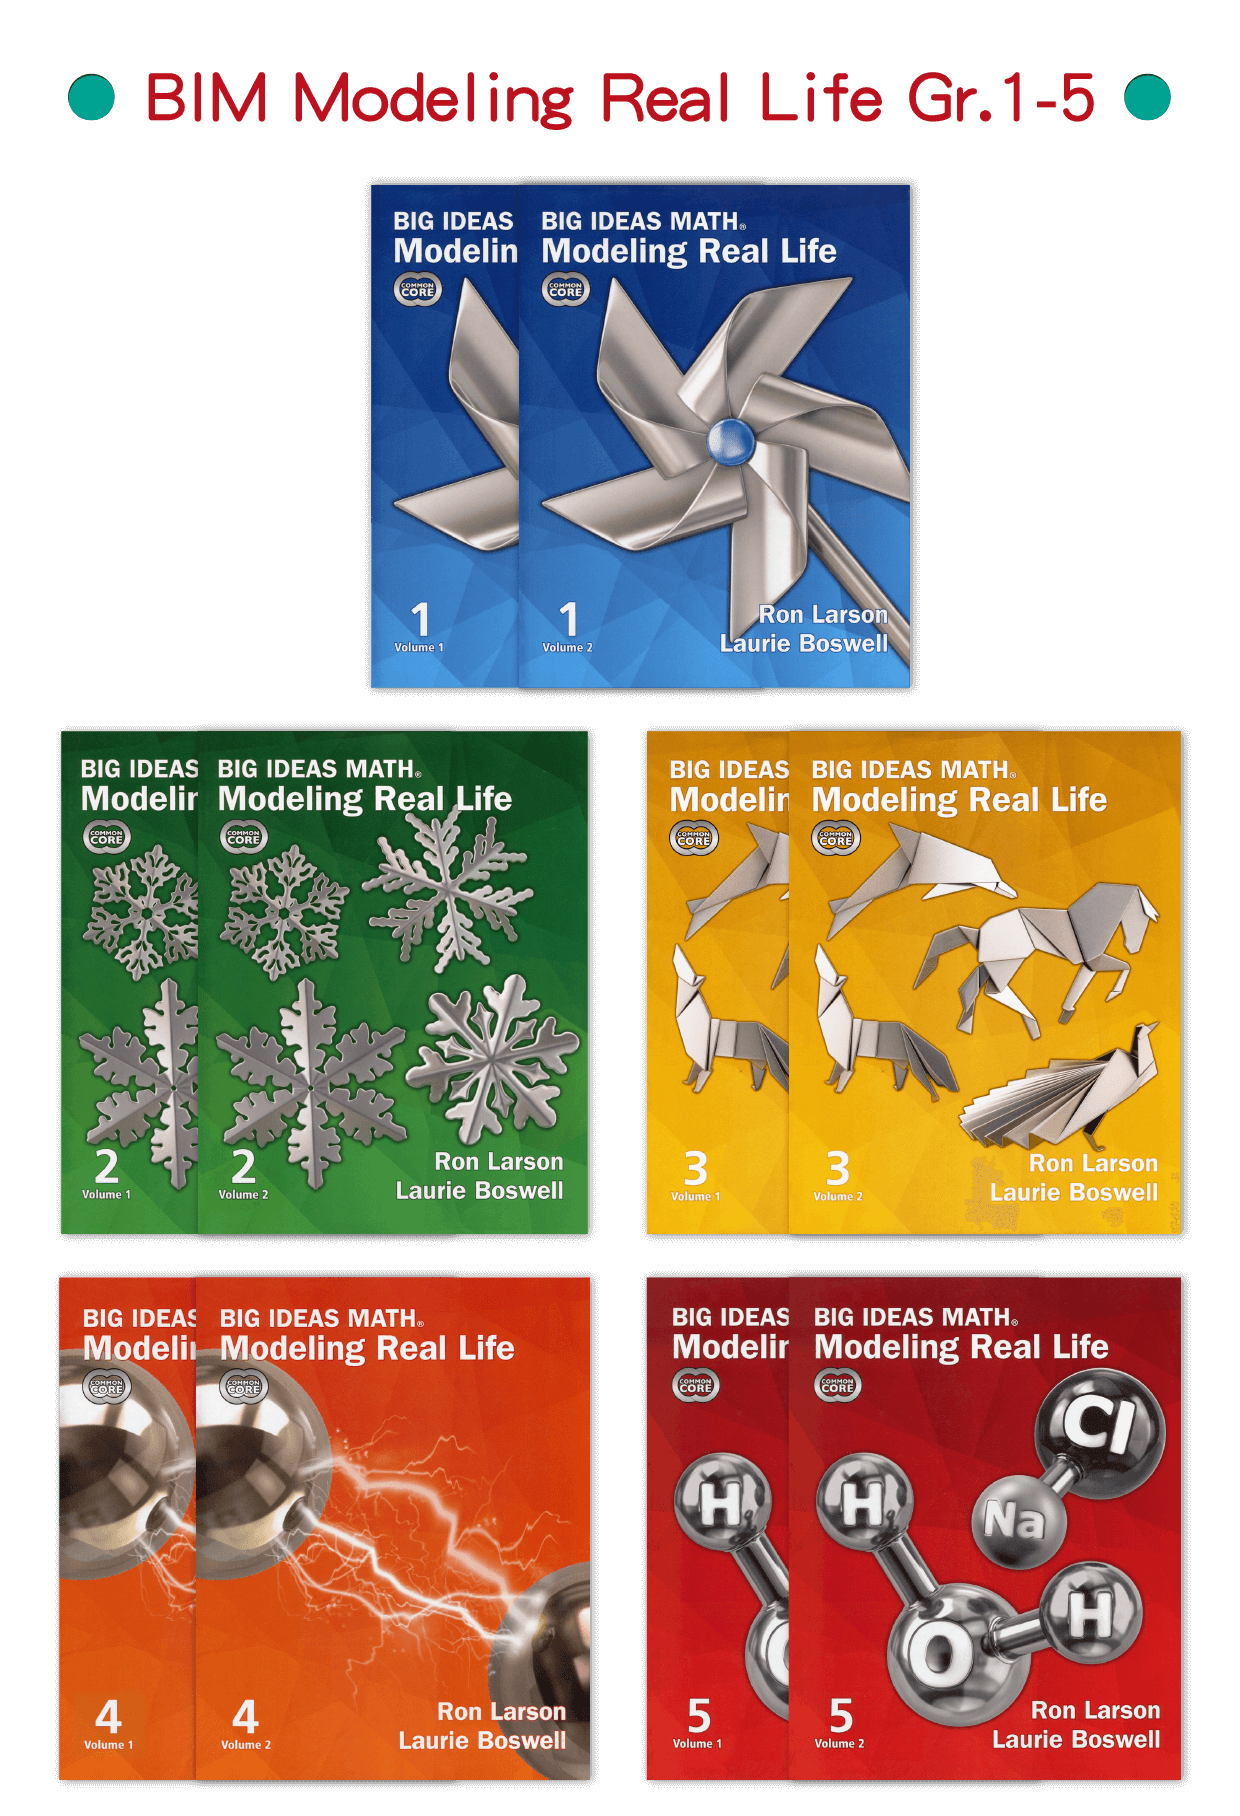 BIM Modeling Real Life Gr.1-5
BIG IDEAS
Modelin
COMMON
CORE
1
Volume 1
BIG IDEAS MATH®
Modeling Real Life
COMMON
CORE
1
Volume 2
Ron Larson
Laurie Boswell
BIG IDEAS
Modelin
COMMON
CORE
2
Volume 1
BIG IDEAS MATH®
Modeling Real Life
COMMON
CORE
2
Volume 2
Ron Larson
Laurie Boswell
BIG IDEAS
Modelin
COMMON
CORE
3
Volume 1
BIG IDEAS MATH®
Modeling Real Life
COMMON
CORE
3
Volume 2
Ron Larson
Laurie Boswell
BIG IDEAS
Modelin
COMMON
CORE
4
Volume 1
BIG IDEAS MATH®
Modeling Real Life
COMMON
CORE
4
Volume 2
Ron Larson
Laurie Boswell
BIG IDEAS
Modelin
COMMON
CORE
H
O
5
Volume 1
BIG IDEAS MATH®
Modeling Real Life
COMMON
CORE
Cl
H
Na
H
O
5
Volume 2
Ron Larson
Laurie Boswell